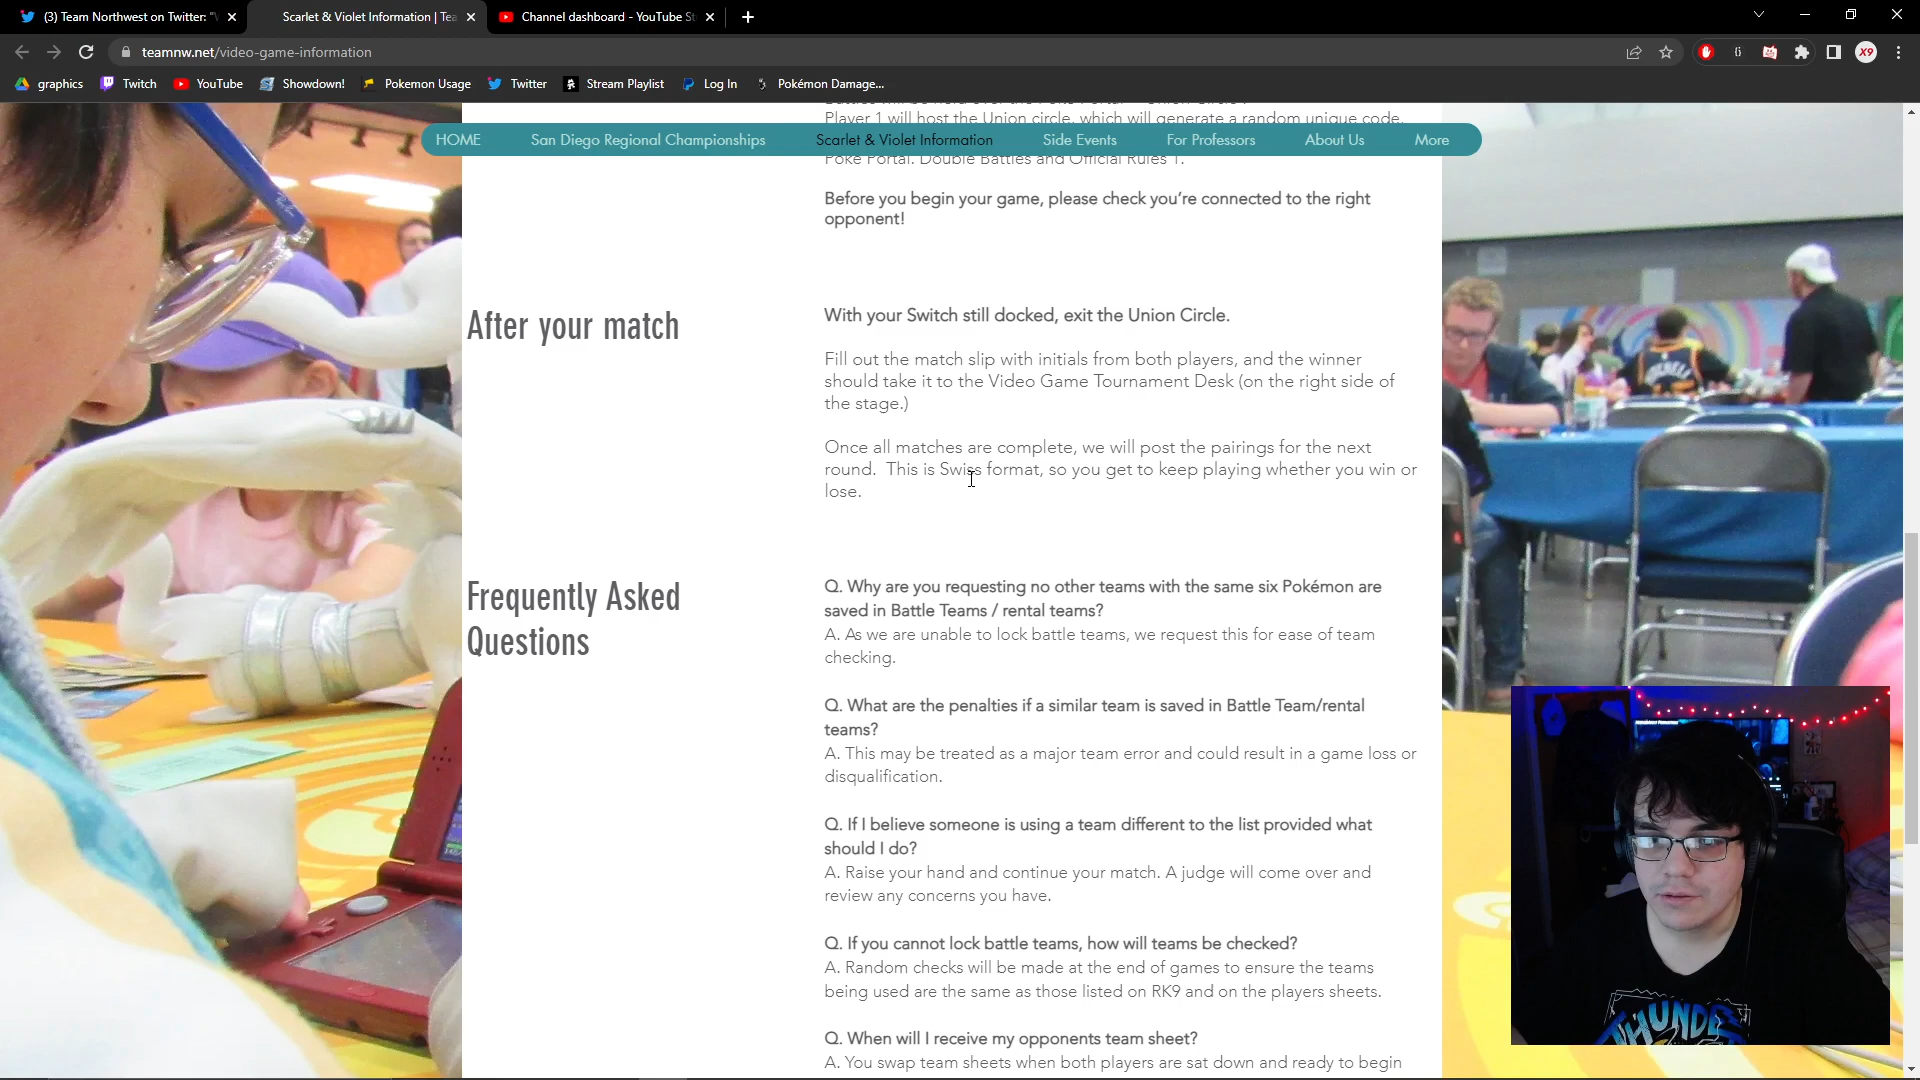 (3) Team Northwest on Twitter: "V
Scarlet & Violet Information | Tea
Channel dashboard - YouTube St
teamnw.net/video-game-information
graphics
Twitch
YouTube
Showdown!
Pokemon Usage
Twitter
Stream Playlist
Log In
Pokémon Damage...
X9
Player 1 will host the Union circle, which will generate a random unique code.
HOME
San Diego Regional Championships
Scarlet & Violet Information
Side Events
For Professors
About Us
More
Poke Portal. Double Battles and Official Rules 1.
Before you begin your game, please check you're connected to the right
opponent!
After your match
With your Switch still docked, exit the Union Circle.
Fill out the match slip with initials from both players, and the winner
should take it to the Video Game Tournament Desk (on the right side of
the stage.)
Once all matches are complete, we will post the pairings for the next
round.  This is Swiss format, so you get to keep playing whether you win or
lose.
Frequently Asked
Questions
Q. Why are you requesting no other teams with the same six Pokémon are
saved in Battle Teams / rental teams?
A. As we are unable to lock battle teams, we request this for ease of team
checking.
Q. What are the penalties if a similar team is saved in Battle Team/rental
teams?
A. This may be treated as a major team error and could result in a game loss or
disqualification.
Q. If I believe someone is using a team different to the list provided what
should I do?
A. Raise your hand and continue your match. A judge will come over and
review any concerns you have.
Q. If you cannot lock battle teams, how will teams be checked?
A. Random checks will be made at the end of games to ensure the teams
being used are the same as those listed on RK9 and on the players sheets.
Q. When will I receive my opponents team sheet?
A. You swap team sheets when both players are sat down and ready to begin